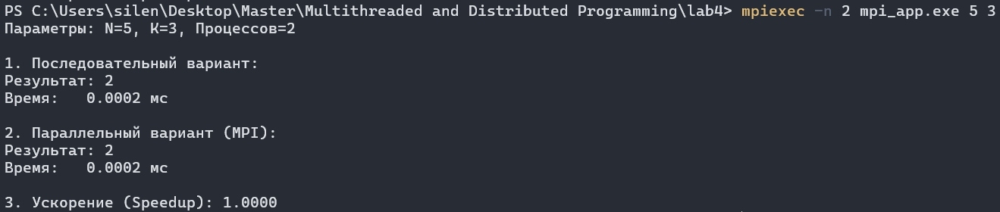 PS C:\Users\silen\Desktop\Master\Multithreaded and Distributed Programming\lab4> mpiexec -n 2 mpi_app.exe 5 3
Параметры: N=5, K=3, Процессов=2
1. Последовательный вариант:
Результат: 2
Время:   0.0002 мс
2. Параллельный вариант (MPI):
Результат: 2
Время:   0.0002 мс
3. Ускорение (Speedup): 1.0000